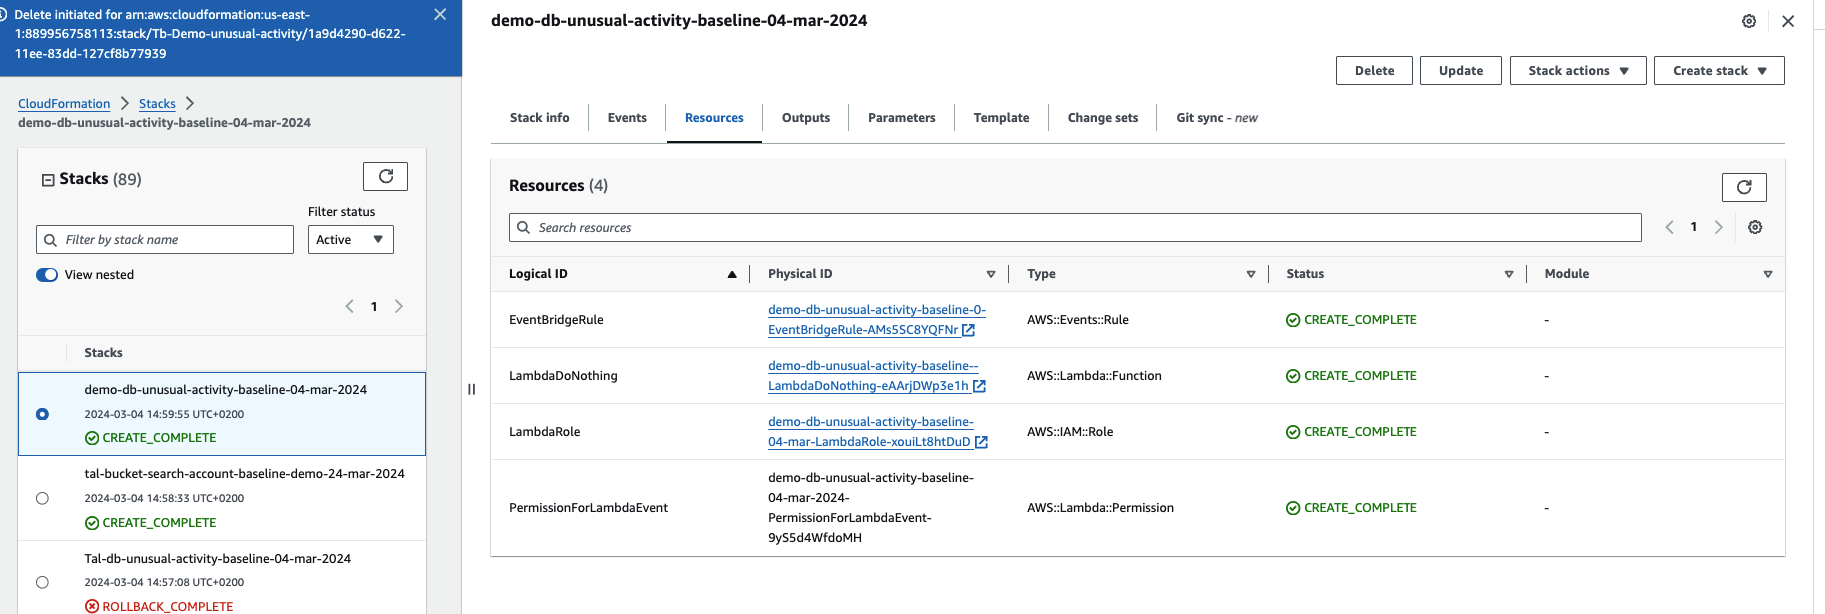 Delete initiated for arn:aws:cloudformation:us-east-
1:889956758113:stack/Tb-Demo-unusual-activity/1a9d4290-d622-
11ee-83dd-127cf8b77939
CloudFormation
Stacks
demo-db-unusual-activity-baseline-04-mar-2024
Stacks (89)
Filter status
Filter by stack name
Active
View nested
1
Stacks
demo-db-unusual-activity-baseline-04-mar-2024
2024-03-04 14:59:55 UTC+0200
CREATE_COMPLETE
tal-bucket-search-account-baseline-demo-24-mar-2024
2024-03-04 14:58:33 UTC+0200
CREATE_COMPLETE
Tal-db-unusual-activity-baseline-04-mar-2024
2024-03-04 14:57:08 UTC+0200
ROLLBACK_COMPLETE
demo-db-unusual-activity-baseline-04-mar-2024
Delete Update Stack actions Create stack
Stack info Events Resources Outputs Parameters Template Change sets Git sync - new
Resources (4)
Search resources
1
Logical ID Physical ID Type Status Module
EventBridgeRule
demo-db-unusual-activity-baseline-0-
EventBridgeRule-AMs5SC8YQFNr
AWS::Events::Rule
CREATE_COMPLETE
-
LambdaDoNothing
demo-db-unusual-activity-baseline--
LambdaDoNothing-eAArjDWp3e1h
AWS::Lambda::Function
CREATE_COMPLETE
-
LambdaRole
demo-db-unusual-activity-baseline-
04-mar-LambdaRole-xouiLt8htDuD
AWS::IAM::Role
CREATE_COMPLETE
-
PermissionForLambdaEvent
demo-db-unusual-activity-baseline-
04-mar-2024-
PermissionForLambdaEvent-
9yS5d4WfdoMH
AWS::Lambda::Permission
CREATE_COMPLETE
-